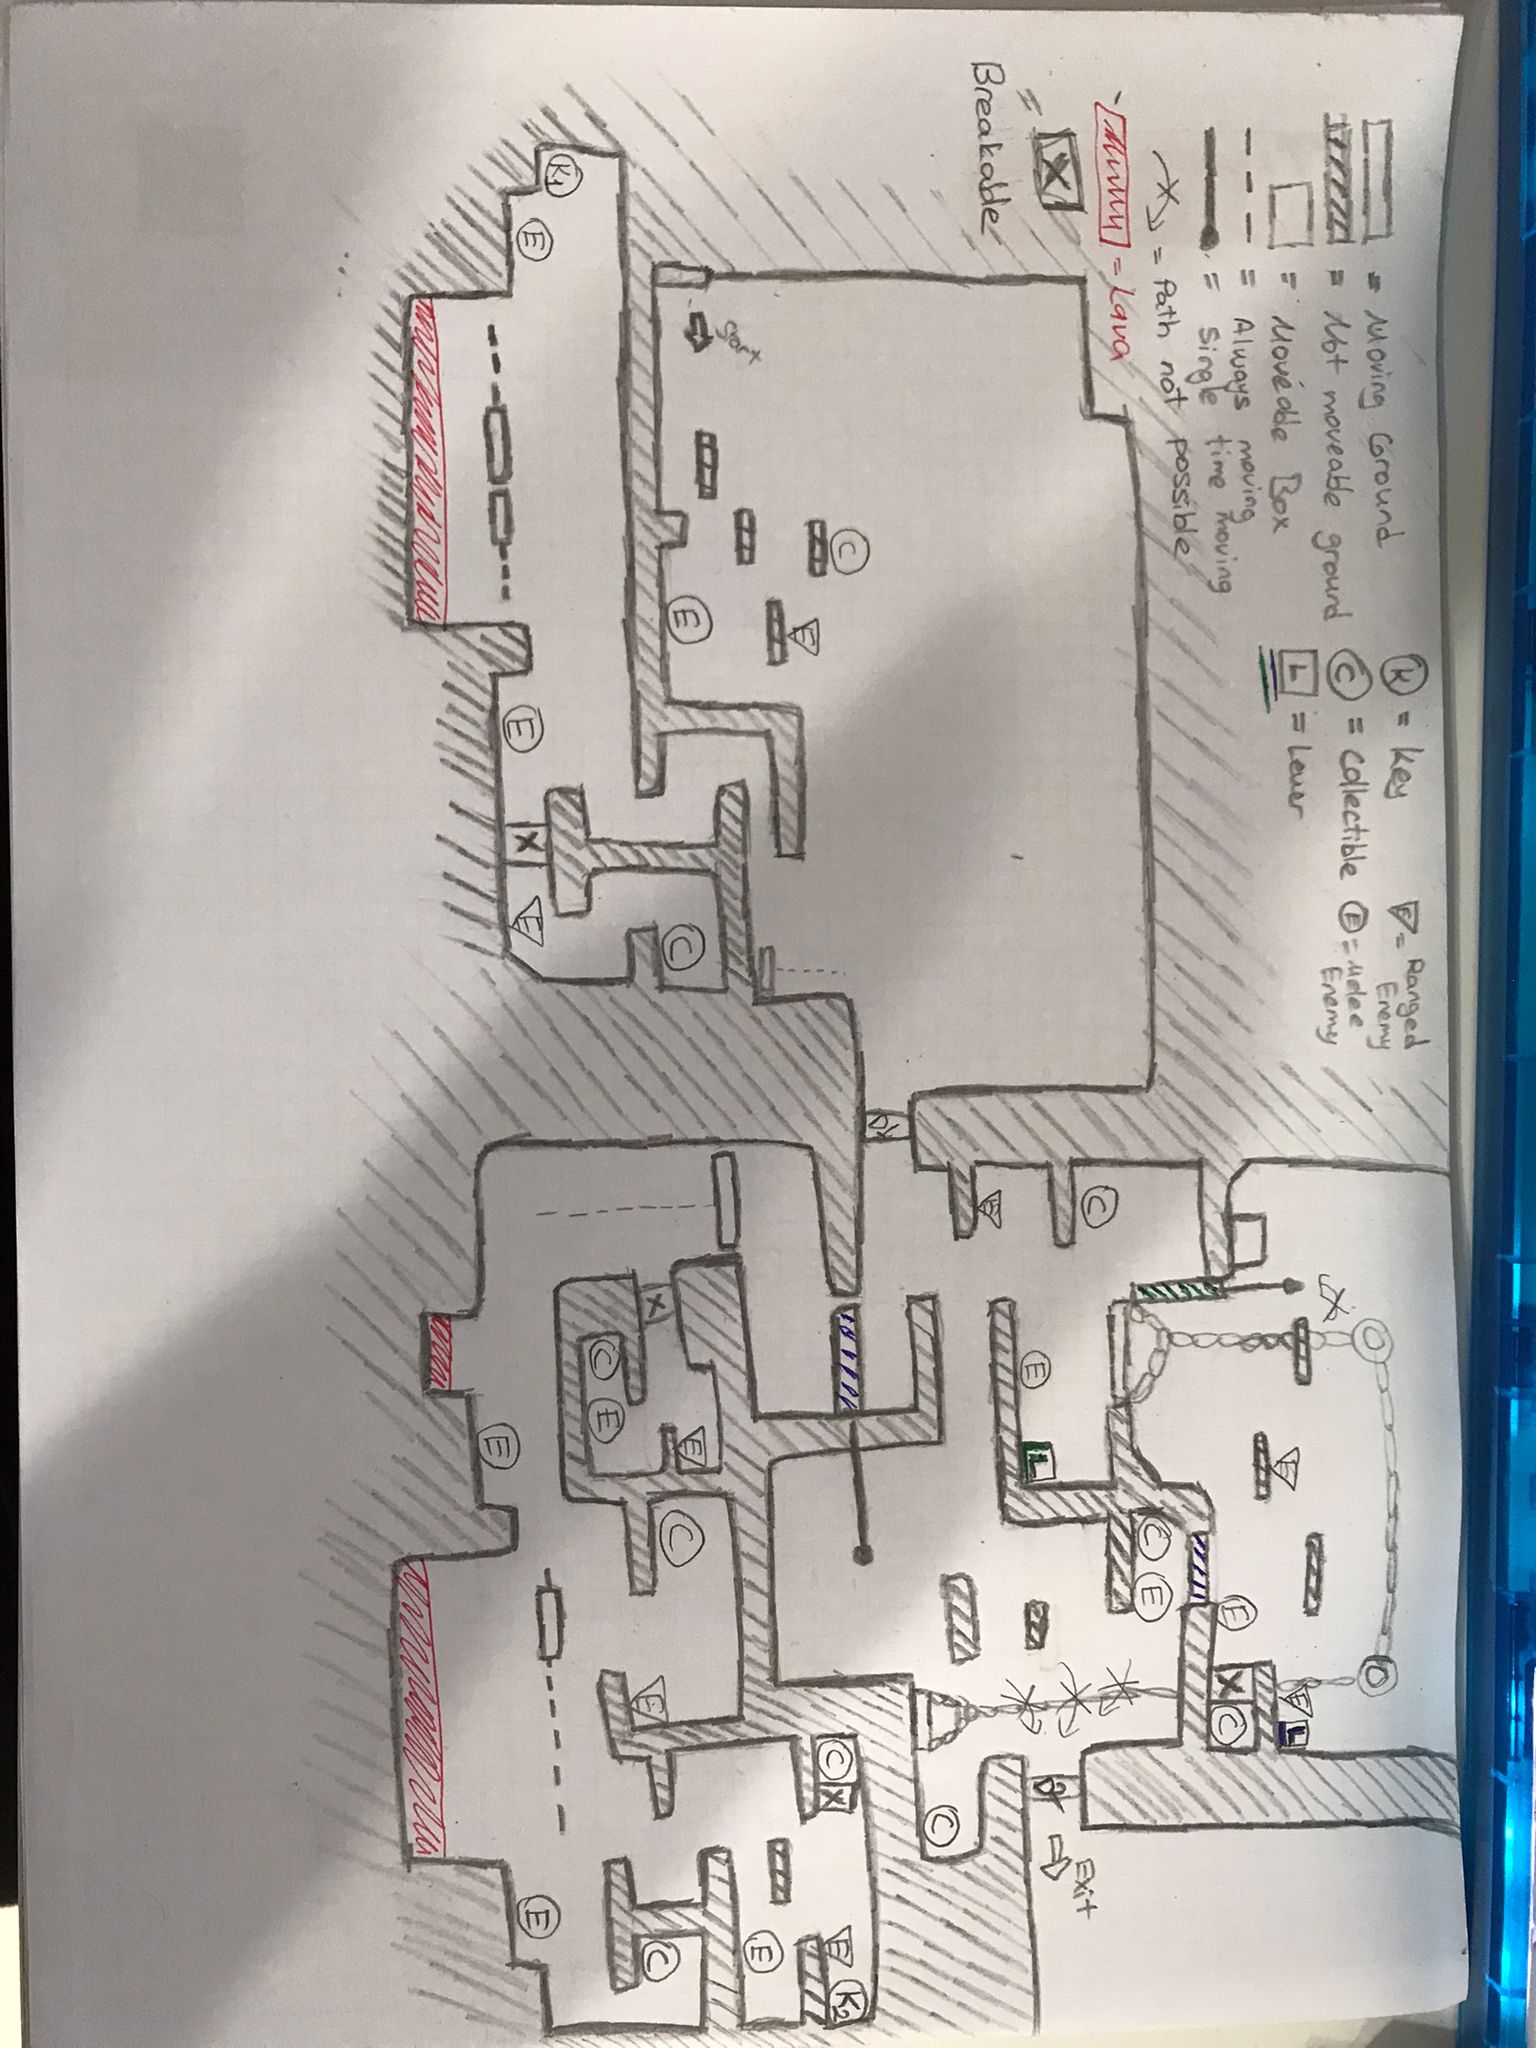 = Moving Ground
= Not moveable ground
= Moveable Box
= Always moving
= Single time moving
= Path not possible
= Lava
X
= Breakable
K = Key
C = Collectible
L = Lever
E = Ranged
Enemy
E = Melee
Enemy
E
E
L
X
C
E
C
E
C
E
L
E
Exit
C
C
E
Start
E
C
K1
E
E
X
E
C
X
E
K2
E
E
C
E
C
X
C
E
E
E